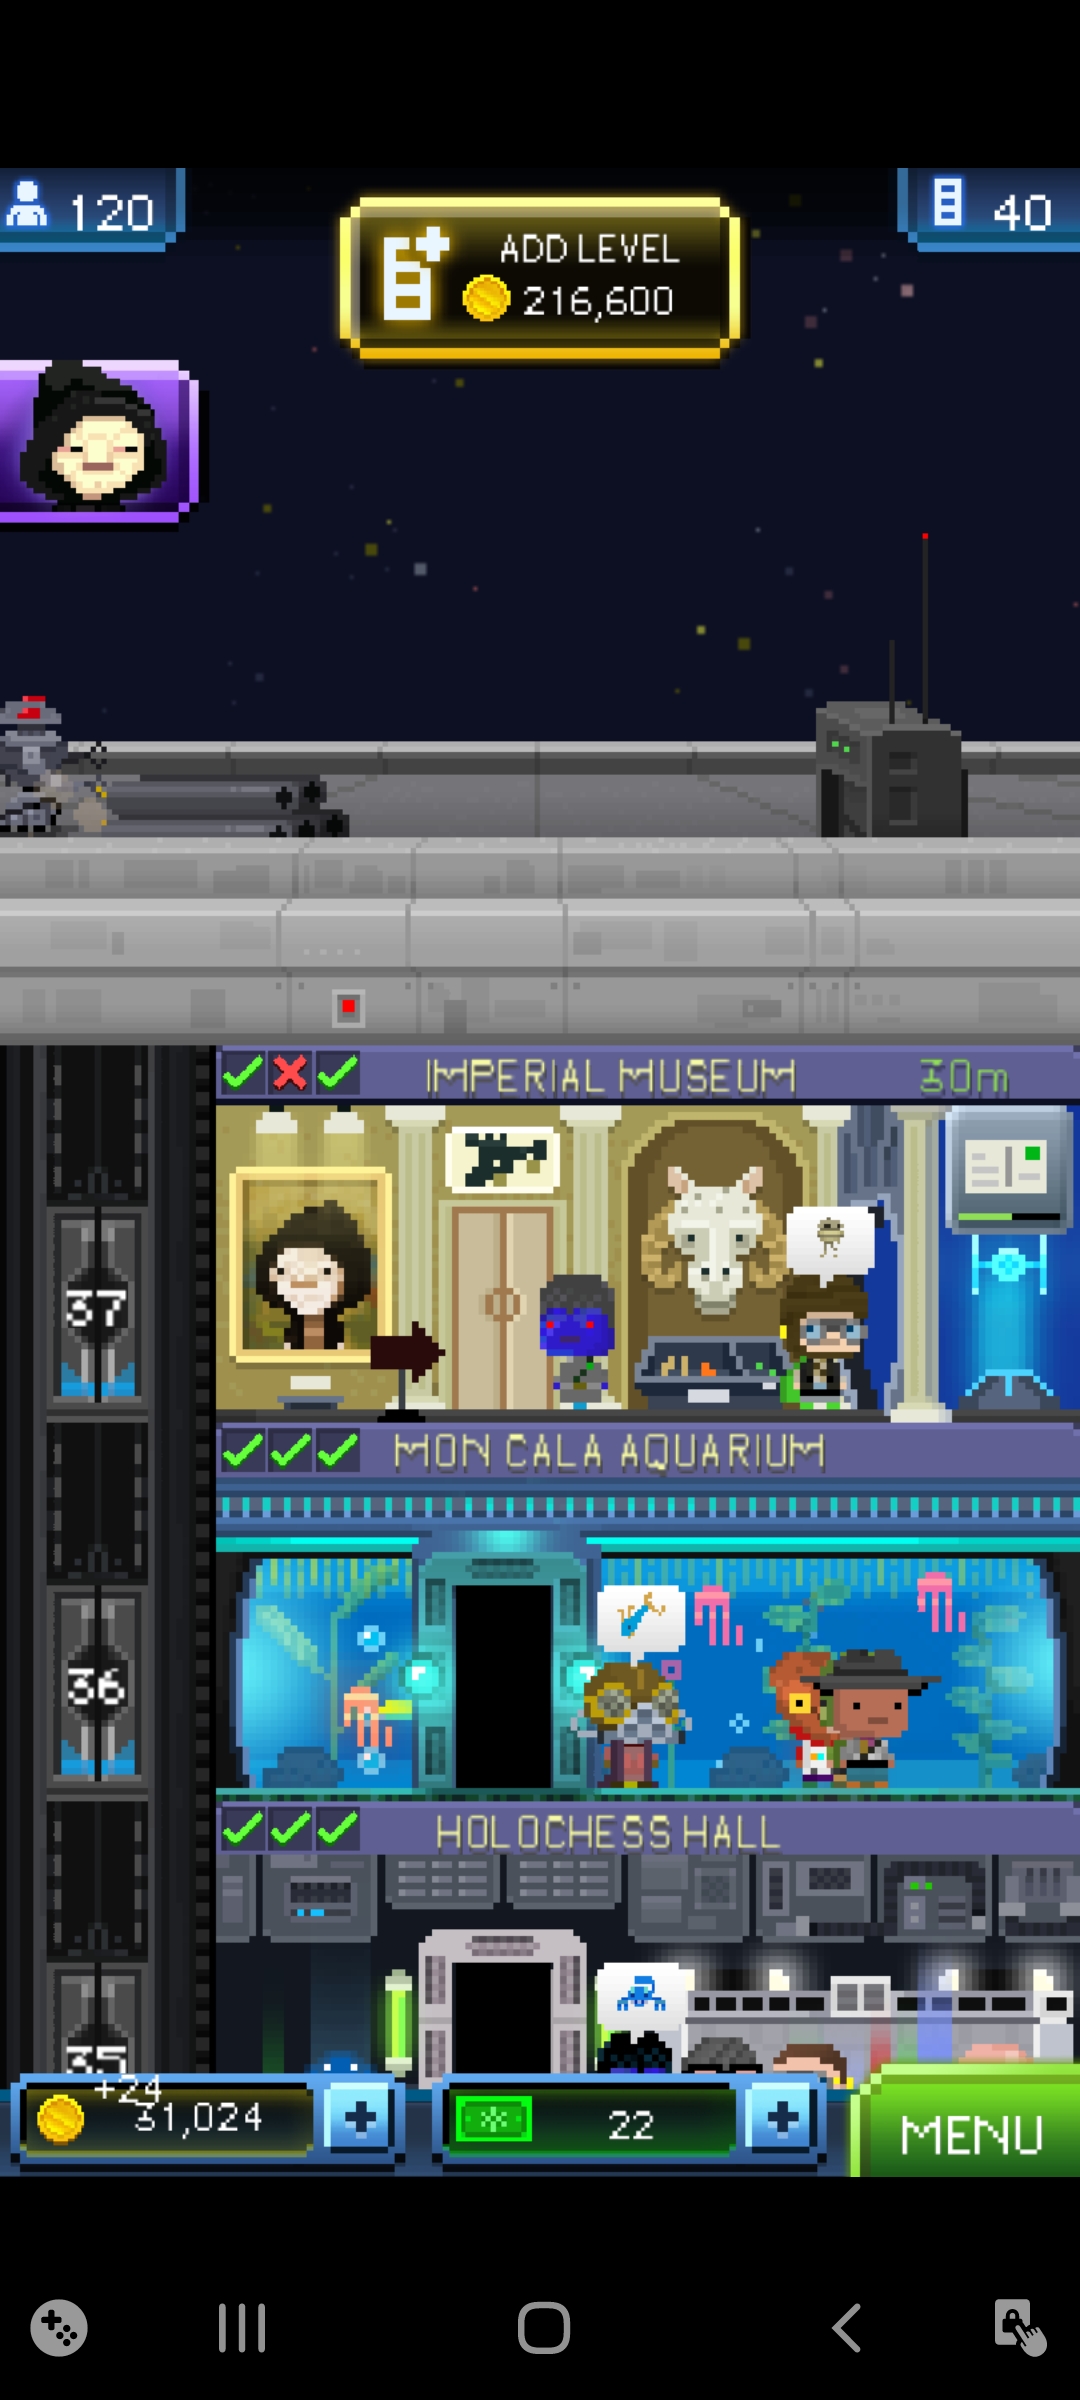 120
ADD LEVEL
216,600
40
IMPERIAL MUSEUM
30m
37
MON CALA AQUARIUM
36
HOLOCHESS HALL
35
+24
31,024
22
MENU